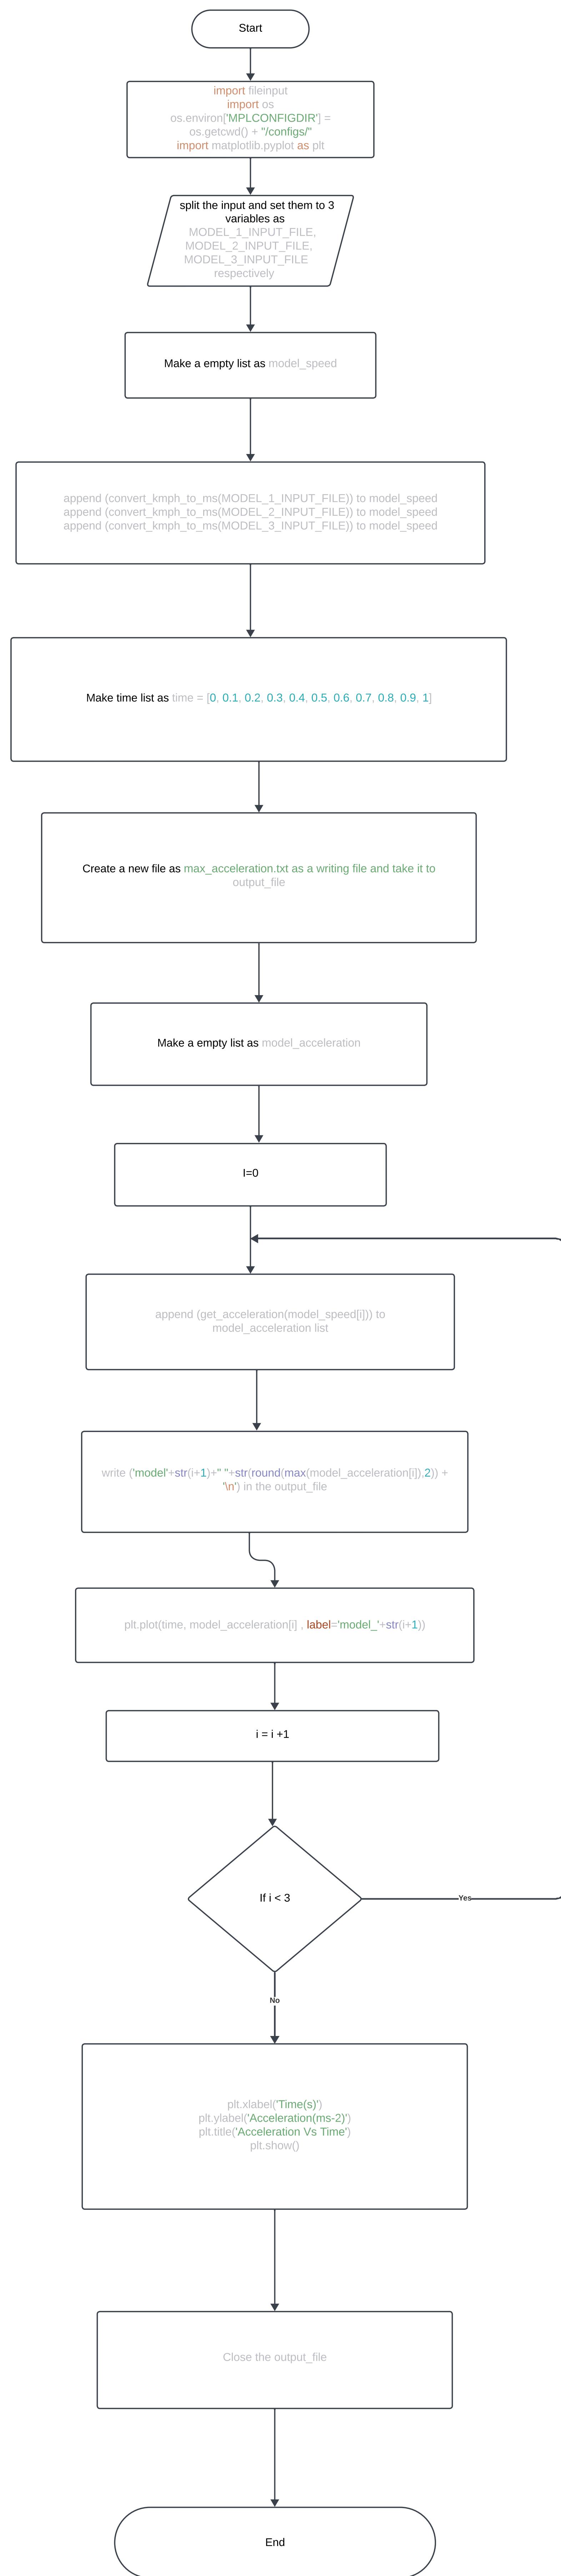 Start
import fileinput
import os
os.environ['MPLCONFIGDIR'] =
os.getcwd() + "/configs/"
import matplotlib.pyplot as plt
split the input and set them to 3
variables as
MODEL_1_INPUT_FILE,
MODEL_2_INPUT_FILE,
MODEL_3_INPUT_FILE
respectively
Make a empty list as model_speed
append (convert_kmph_to_ms(MODEL_1_INPUT_FILE)) to model_speed
append (convert_kmph_to_ms(MODEL_2_INPUT_FILE)) to model_speed
append (convert_kmph_to_ms(MODEL_3_INPUT_FILE)) to model_speed
Make time list as time = [0, 0.1, 0.2, 0.3, 0.4, 0.5, 0.6, 0.7, 0.8, 0.9, 1]
Create a new file as max_acceleration.txt as a writing file and take it to
output_file
Make a empty list as model_acceleration
I=0
append (get_acceleration(model_speed[i])) to
model_acceleration list
write ('model'+str(i+1)+" "+str(round(max(model_acceleration[i]),2)) +
'\n') in the output_file
plt.plot(time, model_acceleration[i] , label='model_'+str(i+1))
i = i +1
If i < 3
Yes
No
plt.xlabel('Time(s)')
plt.ylabel('Acceleration(ms-2)')
plt.title('Acceleration Vs Time')
plt.show()
Close the output_file
End